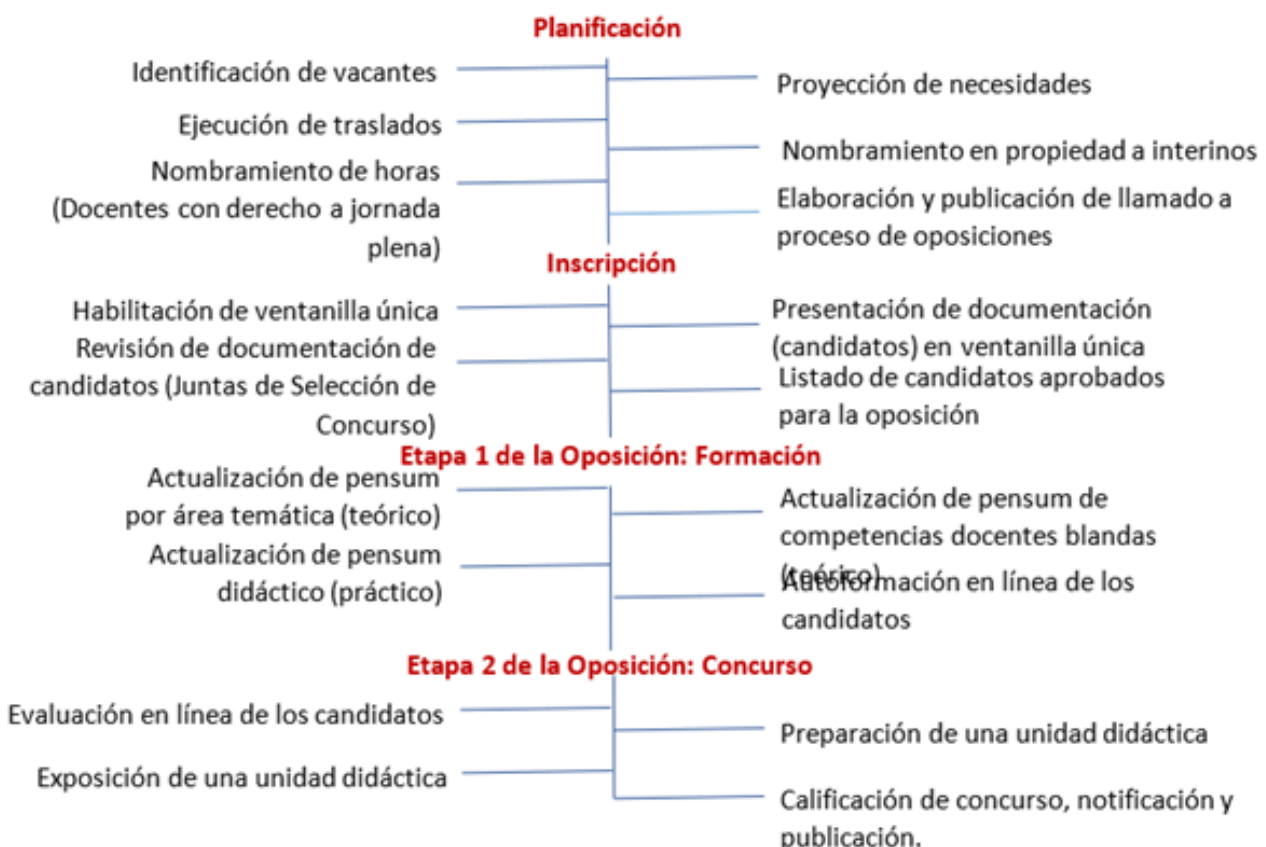 Planificación
Identificación de vacantes
Proyección de necesidades
Ejecución de traslados
Nombramiento en propiedad a interinos
Nombramiento de horas
(Docentes con derecho a jornada
plena)
Elaboración y publicación de llamado a
proceso de oposiciones
Inscripción
Habilitación de ventanilla única
Presentación de documentación
(candidatos) en ventanilla única
Revisión de documentación de
candidatos (Juntas de Selección de
Concurso)
Listado de candidatos aprobados
para la oposición
Etapa 1 de la Oposición: Formación
Actualización de pensum
por área temática (teórico)
Actualización de pensum de
competencias docentes blandas
(teórico)
Actualización de pensum
didáctico (práctico)
Autoformación en línea de los
candidatos
Etapa 2 de la Oposición: Concurso
Evaluación en línea de los candidatos
Preparación de una unidad didáctica
Exposición de una unidad didáctica
Calificación de concurso, notificación y
publicación.